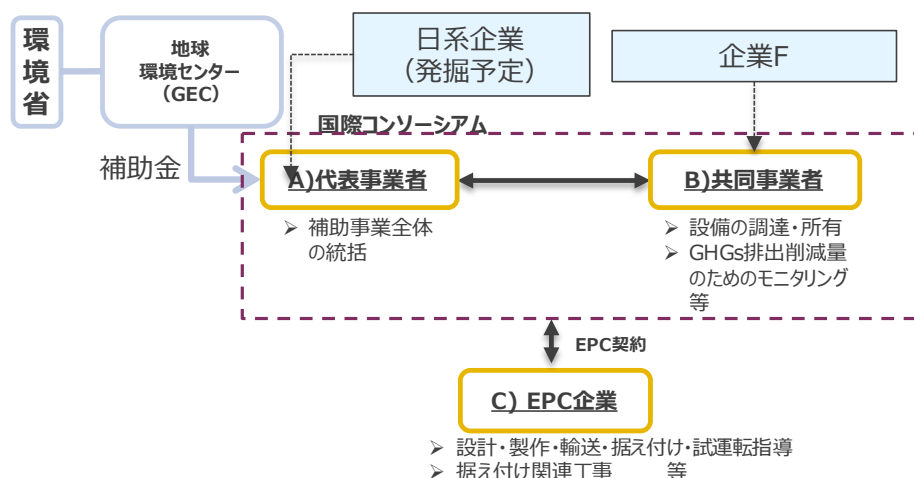 環
境
省
地球
環境センター
（GEC）
日系企業
（発掘予定）
企業F
国際コンソーシアム
補助金
A)代表事業者
B)共同事業者
➢ 補助事業全体
の統括
➢ 設備の調達・所有
➢ GHGs排出削減量
のためのモニタリング
等
EPC契約
C) EPC企業
➢ 設計・製作・輸送・据え付け・試運転指導
➢ 据え付け関連工事　　等